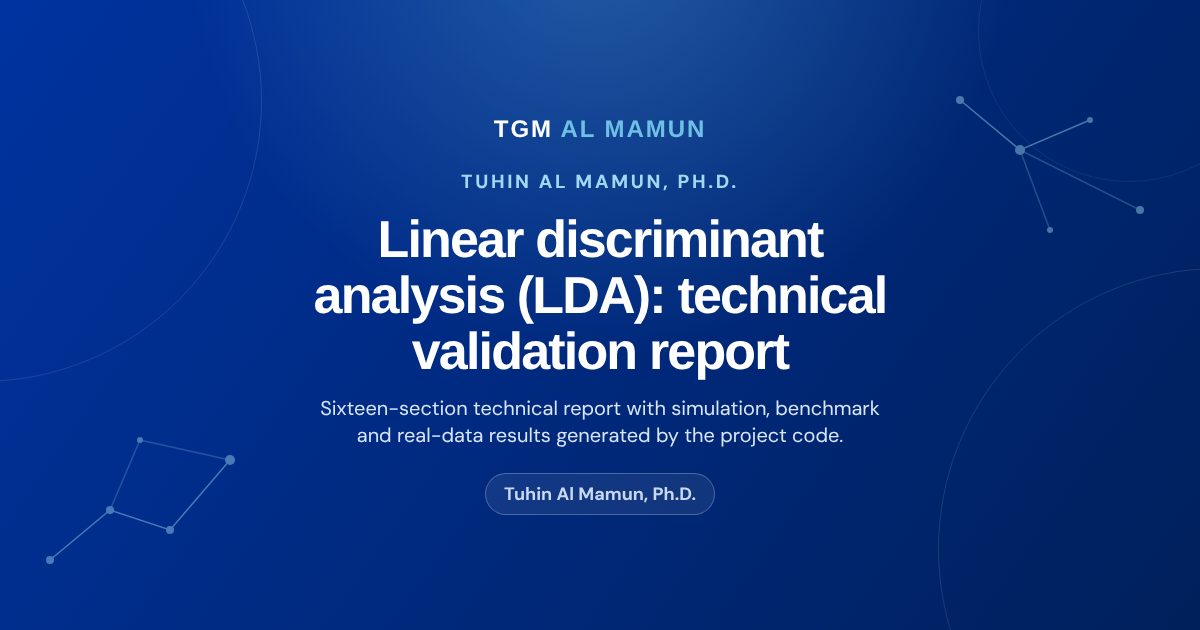 TGM AL MAMUN
TUHIN AL MAMUN, PH.D.
Linear discriminant
analysis (LDA): technical
validation report
Sixteen-section technical report with simulation, benchmark
and real-data results generated by the project code.
Tuhin Al Mamun, Ph.D.